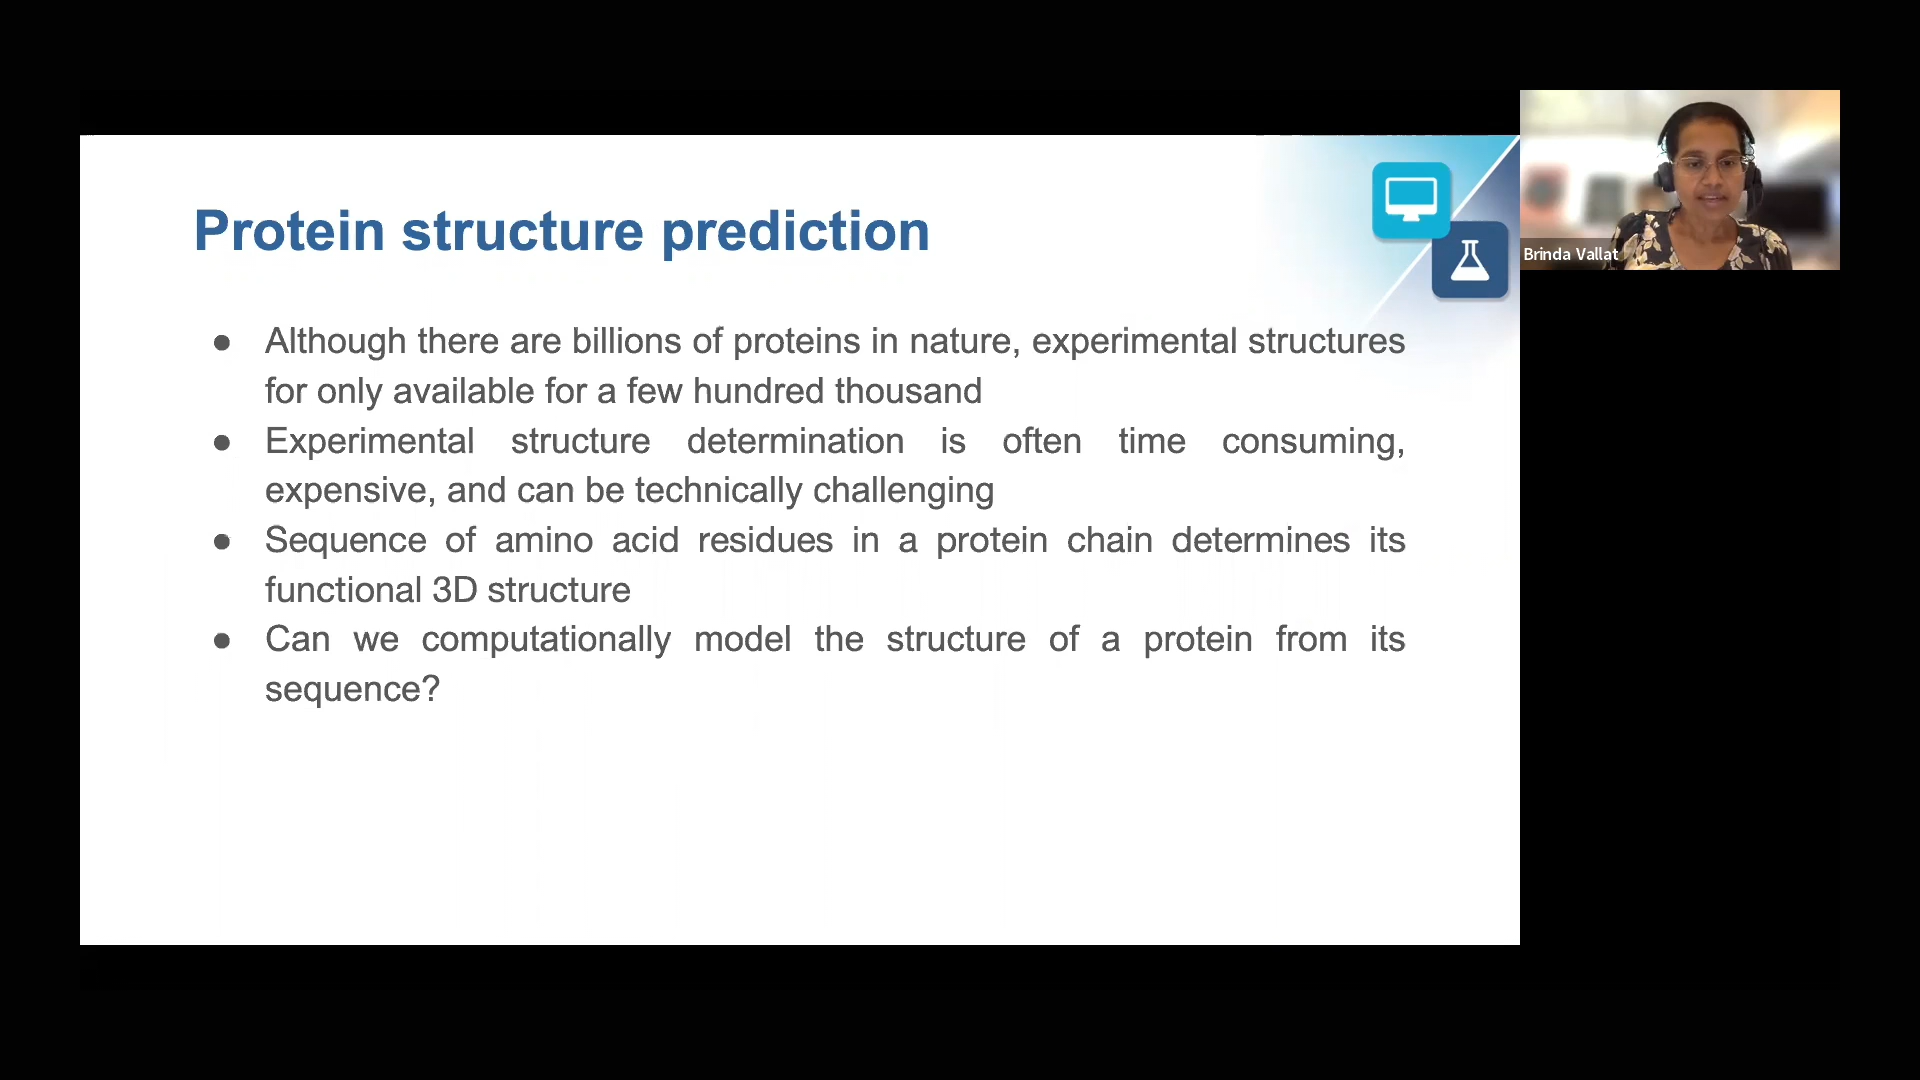 Protein structure prediction
● Although there are billions of proteins in nature, experimental structures
for only available for a few hundred thousand
● Experimental structure determination is often time consuming,
expensive, and can be technically challenging
● Sequence of amino acid residues in a protein chain determines its
functional 3D structure
● Can we computationally model the structure of a protein from its
sequence?
Brinda Vallat